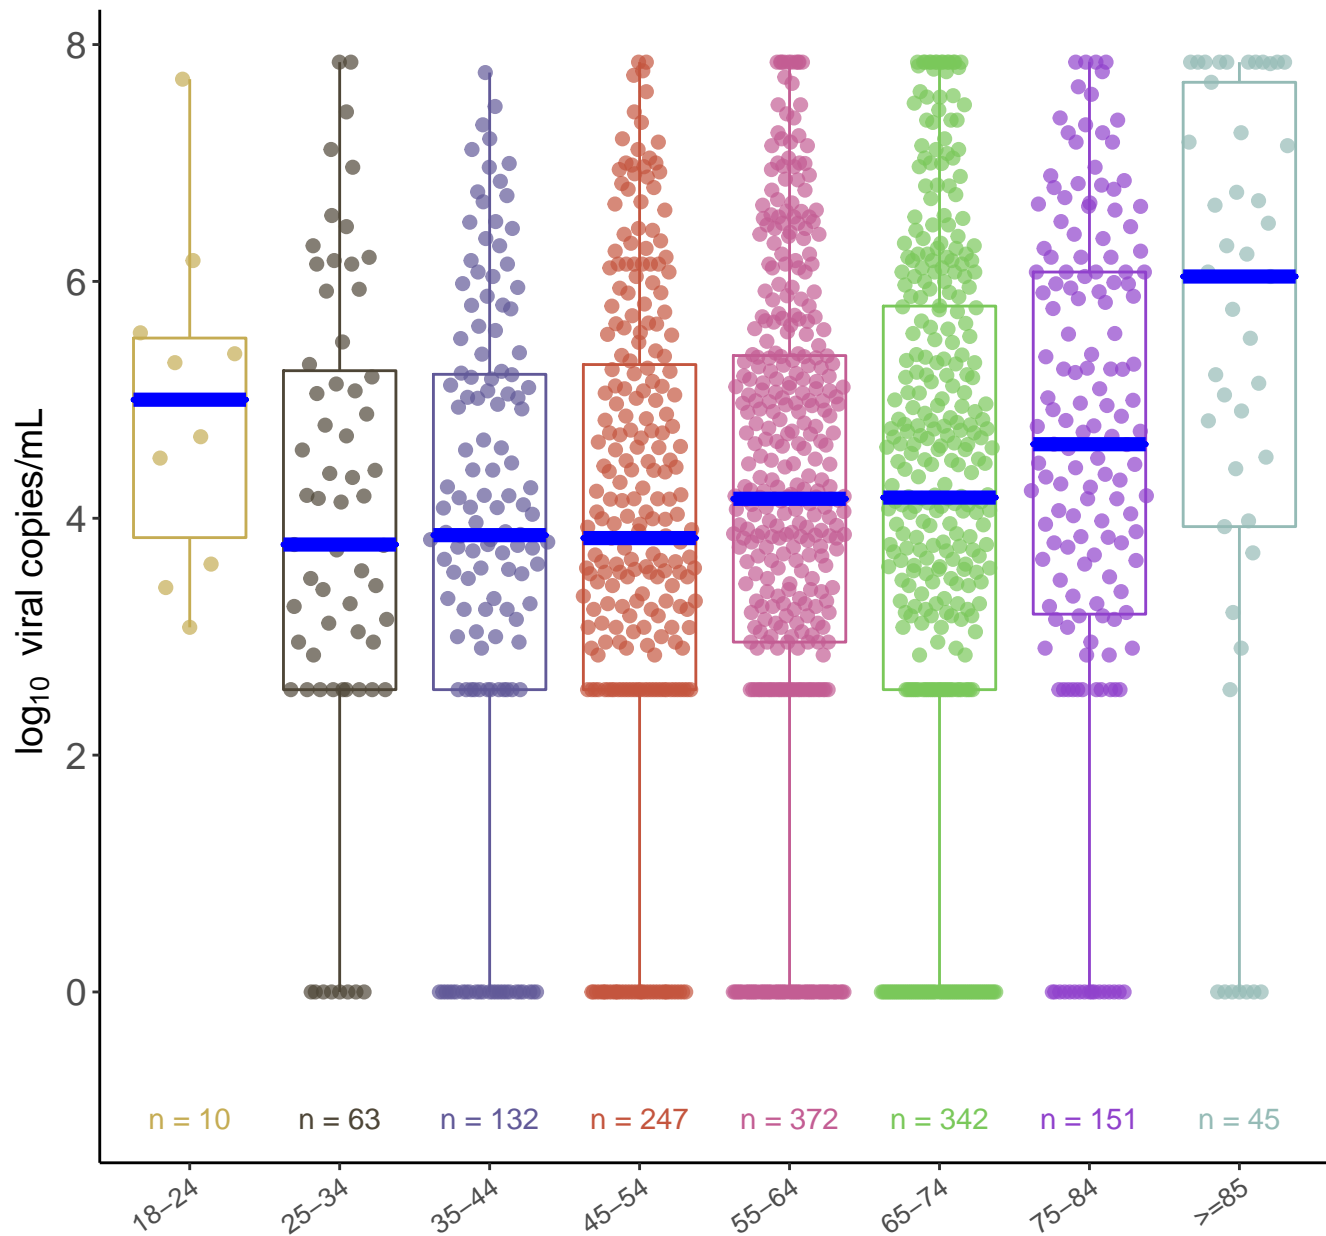 log10 viral copies/mL
8
6
4
2
0
n = 10 n = 63 n = 132 n = 247 n = 372 n = 342 n = 151 n = 45
18–24 25–34 35–44 45–54 55–64 65–74 75–84 >=85